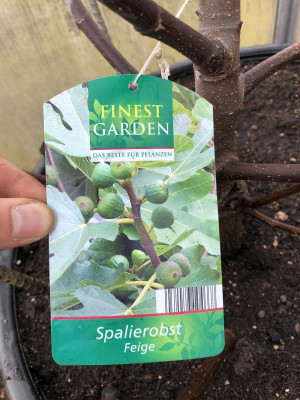 FINEST
GARDEN
DAS BESTE FÜR PFLANZEN
Spalierobst
Feige